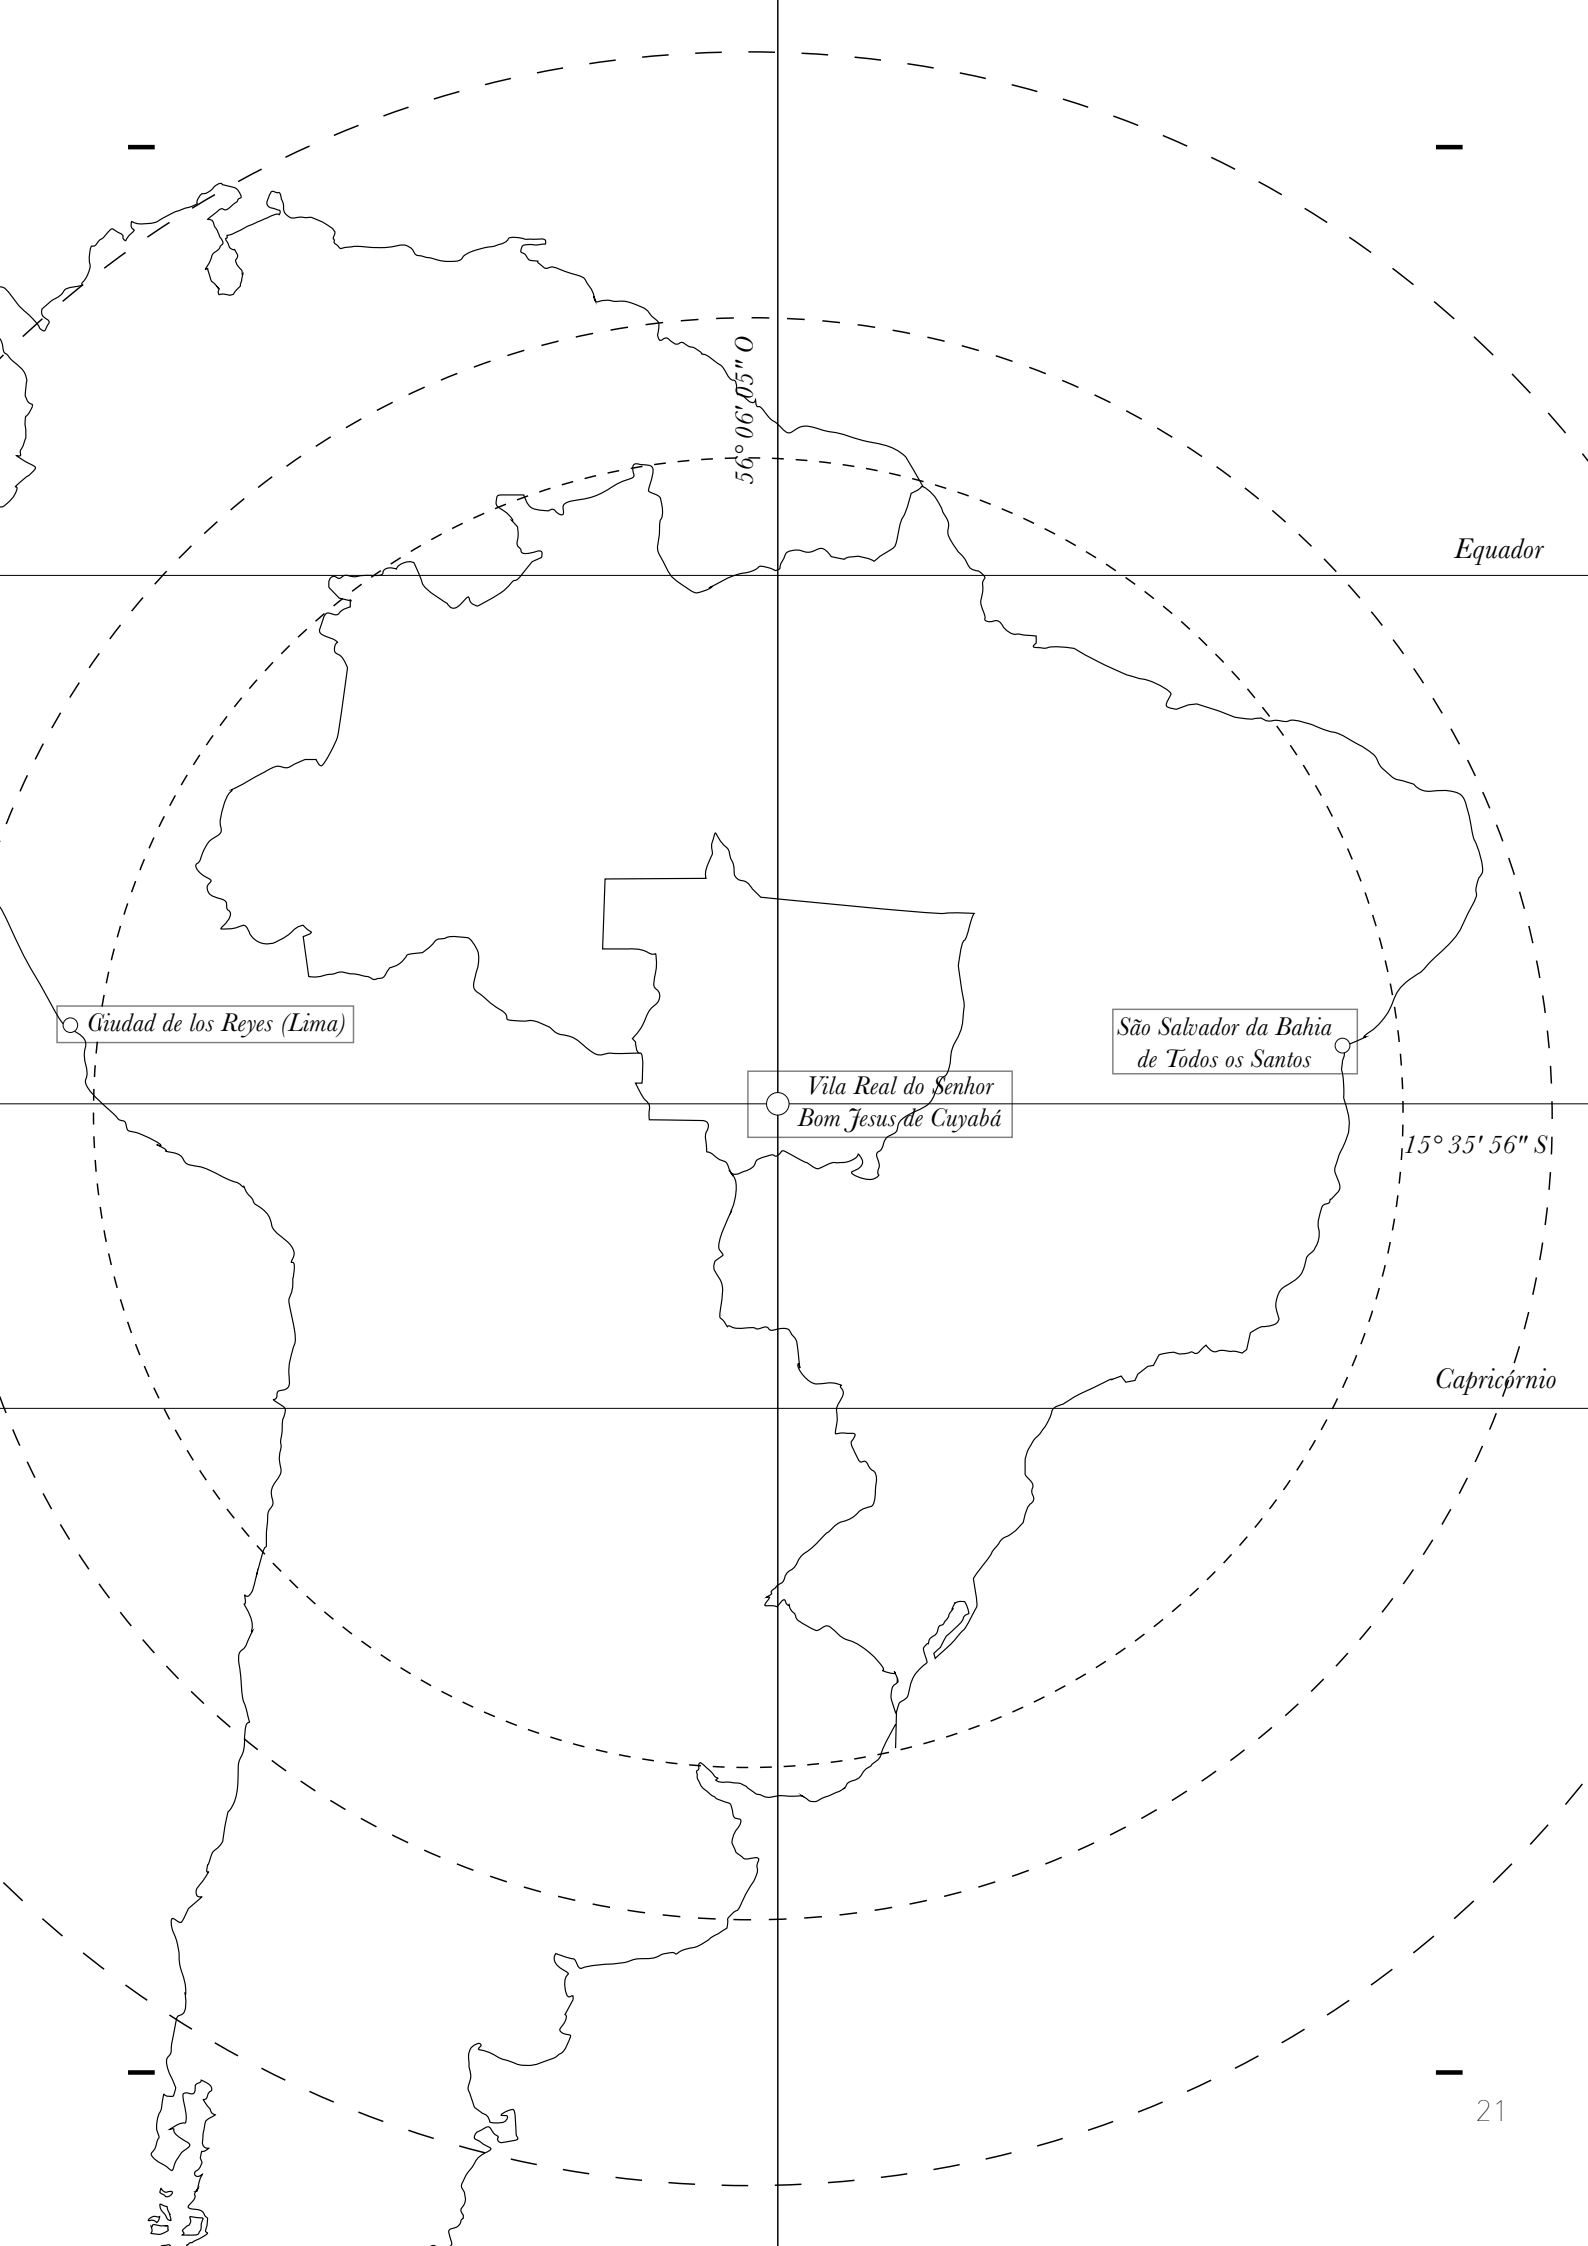 56° 06' 05" O
Equador
Ciudad de los Reyes (Lima)
São Salvador da Bahia
de Todos os Santos
Vila Real do Senhor
Bom Jesus de Cuyabá
15° 35' 56" S
Capricórnio
21